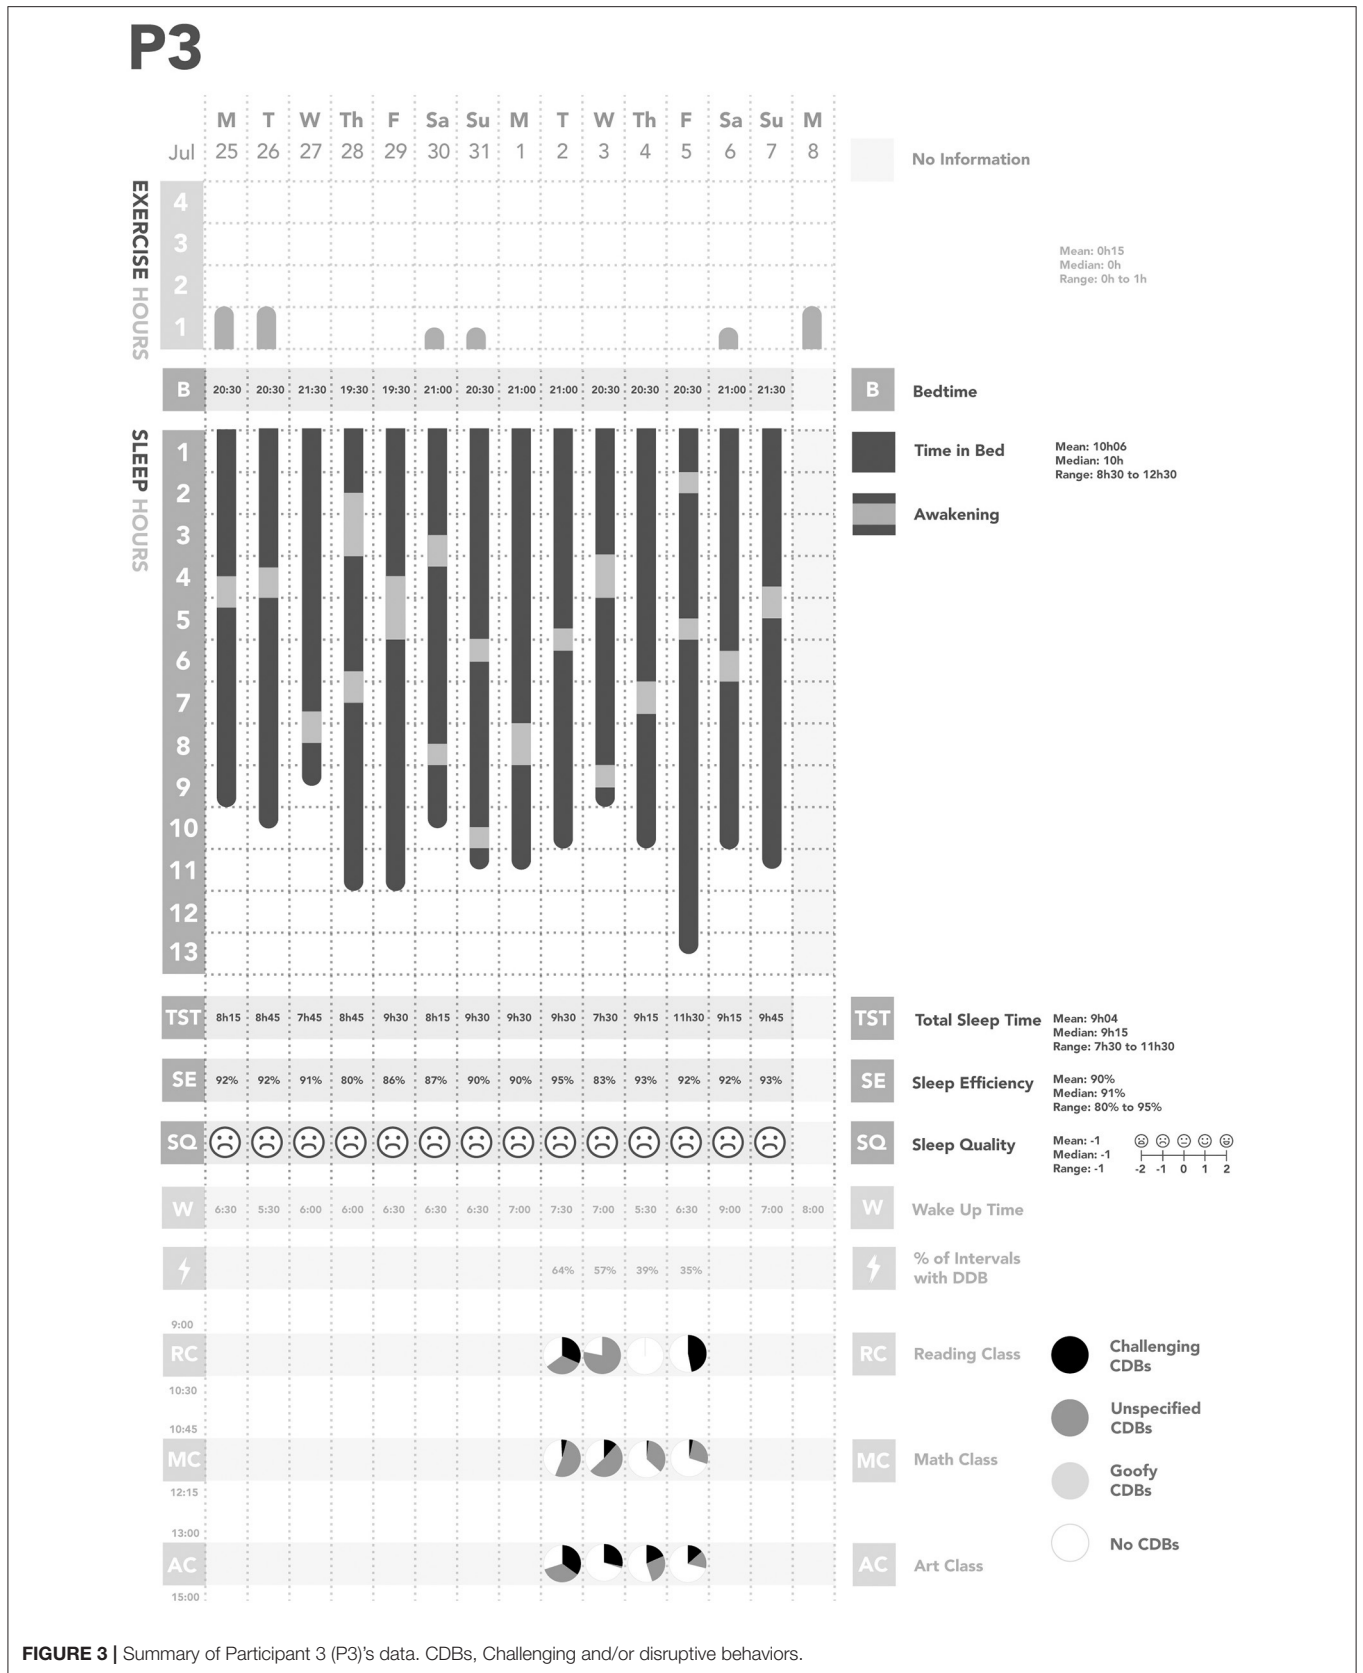 P3
M T W Th F Sa Su M T W Th F Sa Su M
Jul 25 26 27 28 29 30 31 1 2 3 4 5 6 7 8
No Information
EXERCISE HOURS
4
3
2
1
Mean: 0h15
Median: 0h
Range: 0h to 1h
B 20:30 20:30 21:30 19:30 19:30 21:00 20:30 21:00 21:00 20:30 20:30 20:30 21:00 21:30
B Bedtime
SLEEP HOURS
1
2
3
4
5
6
7
8
9
10
11
12
13
Time in Bed
Mean: 10h06
Median: 10h
Range: 8h30 to 12h30
Awakening
TST 8h15 8h45 7h45 8h45 9h30 8h15 9h30 9h30 9h30 7h30 9h15 11h30 9h15 9h45
TST Total Sleep Time
Mean: 9h04
Median: 9h15
Range: 7h30 to 11h30
SE 92% 92% 91% 80% 86% 87% 90% 90% 95% 83% 93% 92% 92% 93%
SE Sleep Efficiency
Mean: 90%
Median: 91%
Range: 80% to 95%
SQ
SQ Sleep Quality
Mean: -1
Median: -1
Range: -1
-2 -1 0 1 2
W 6:30 5:30 6:00 6:00 6:30 6:30 6:30 7:00 7:30 7:00 5:30 6:30 9:00 7:00 8:00
W Wake Up Time
64% 57% 39% 35%
% of Intervals
with DDB
9:00
RC
10:30
RC Reading Class
10:45
MC
12:15
MC Math Class
13:00
AC
15:00
AC Art Class
Challenging
CDBs
Unspecified
CDBs
Goofy
CDBs
No CDBs
FIGURE 3 | Summary of Participant 3 (P3)'s data. CDBs, Challenging and/or disruptive behaviors.